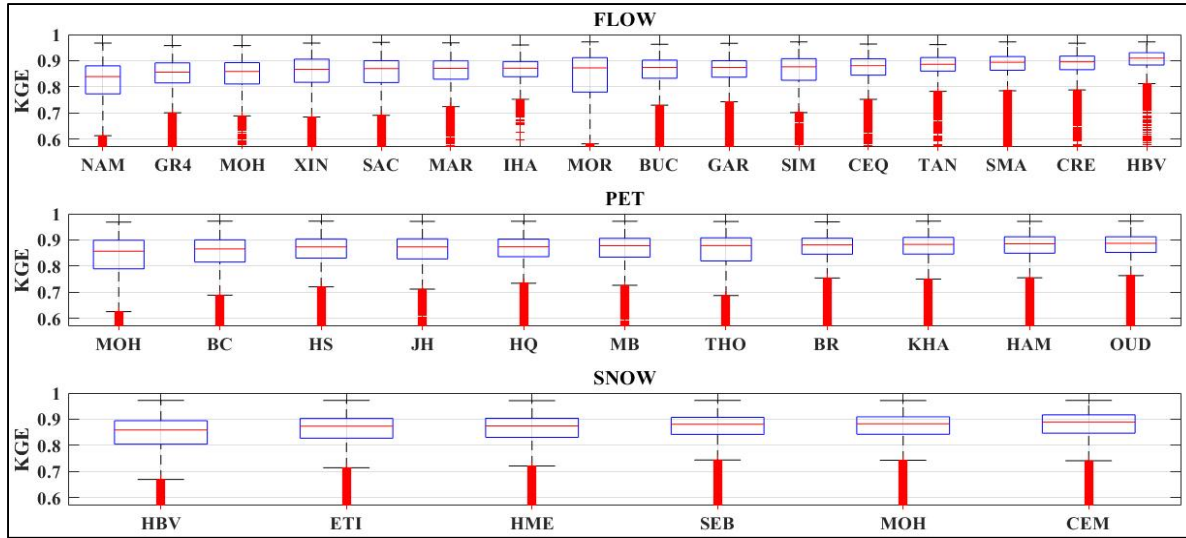 FLOW
1
0.9
0.8
0.7
0.6
KGE
NAM GR4 MOH XIN SAC MAR IHA MOR BUC GAR SIM CEQ TAN SMA CRE HBV
PET
1
0.9
0.8
0.7
0.6
KGE
MOH BC HS JH HQ MB THO BR KHA HAM OUD
SNOW
1
0.9
0.8
0.7
0.6
KGE
HBV ETI HME SEB MOH CEM